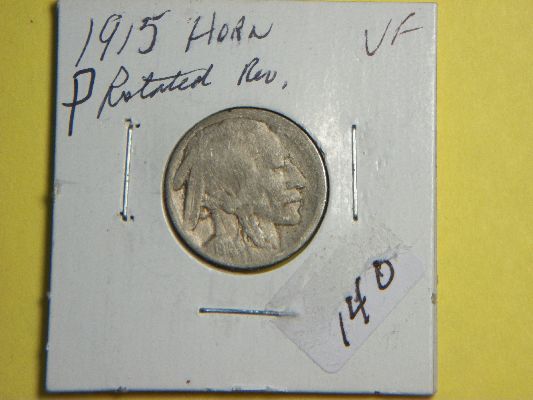 1915 HORN VF
P Rotated Rev.
140